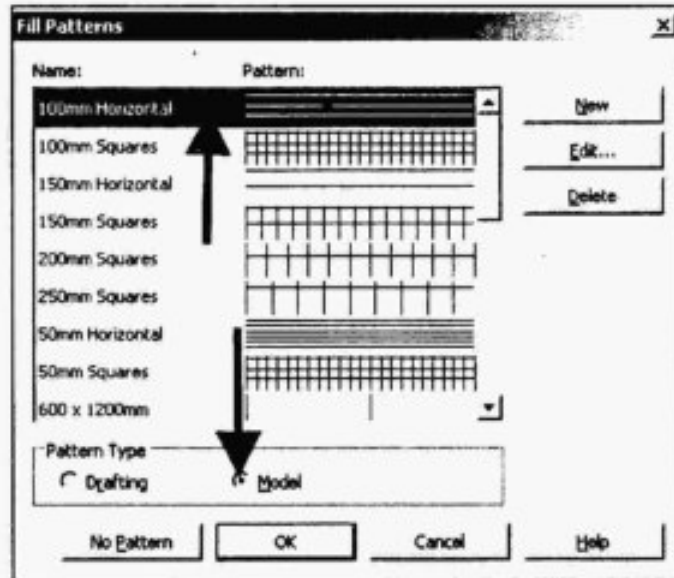 Fill Patterns
Name: Pattern:
100mm Horizontal New
100mm Squares Edit...
150mm Horizontal Delete
150mm Squares
200mm Squares
250mm Squares
50mm Horizontal
50mm Squares
600 x 1200mm
Pattern Type
Drafting Model
No Pattern OK Cancel Help